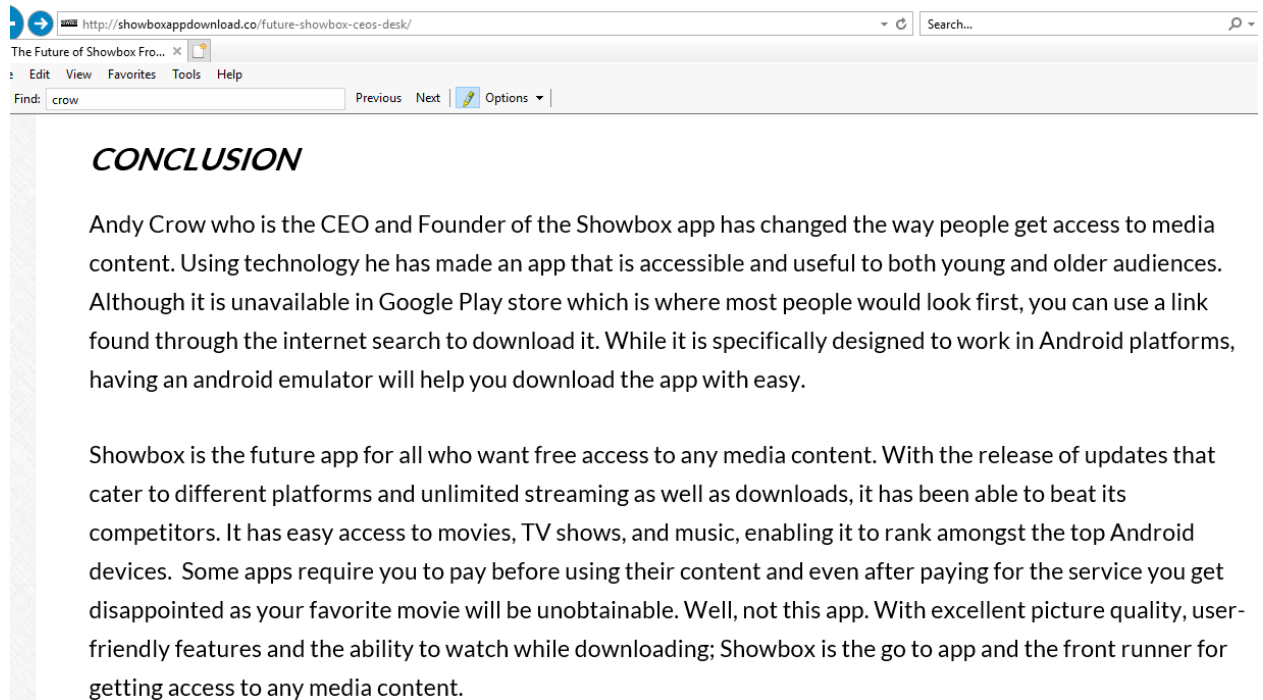 http://showboxappdownload.co/future-showbox-ceos-desk/ Search...
The Future of Showbox Fro...
Edit View Favorites Tools Help
Find: crow Previous Next Options
CONCLUSION
Andy Crow who is the CEO and Founder of the Showbox app has changed the way people get access to media
content. Using technology he has made an app that is accessible and useful to both young and older audiences.
Although it is unavailable in Google Play store which is where most people would look first, you can use a link
found through the internet search to download it. While it is specifically designed to work in Android platforms,
having an android emulator will help you download the app with easy.
Showbox is the future app for all who want free access to any media content. With the release of updates that
cater to different platforms and unlimited streaming as well as downloads, it has been able to beat its
competitors. It has easy access to movies, TV shows, and music, enabling it to rank amongst the top Android
devices. Some apps require you to pay before using their content and even after paying for the service you get
disappointed as your favorite movie will be unobtainable. Well, not this app. With excellent picture quality, user-
friendly features and the ability to watch while downloading; Showbox is the go to app and the front runner for
getting access to any media content.